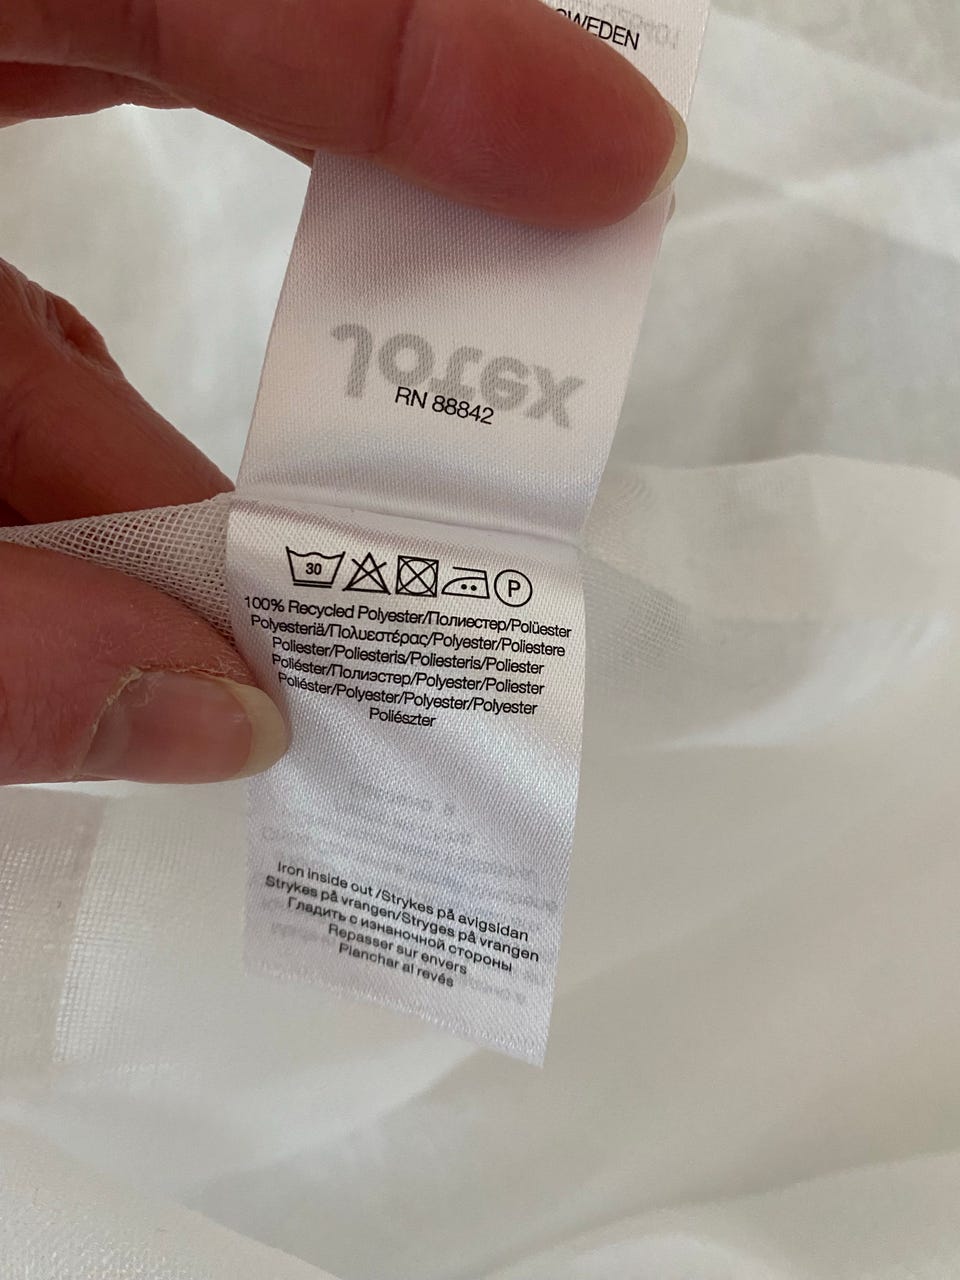 SWEDEN
jotex
RN 88842
30
P
100% Recycled Polyester/Полиестер/Polüester
Polyesteriä/Πολυεστέρας/Polyester/Poliestere
Poliester/Poliesteris/Poliesteris/Poliester
Poliéster/Полиэстер/Polyester/Poliester
Poliéster/Polyester/Polyester/Polyester
Poliészter
Iron inside out /Strykes på avigsidan
Strykes på vrangen/Stryges på vrangen
Гладить с изнаночной стороны
Repasser sur envers
Planchar al revés